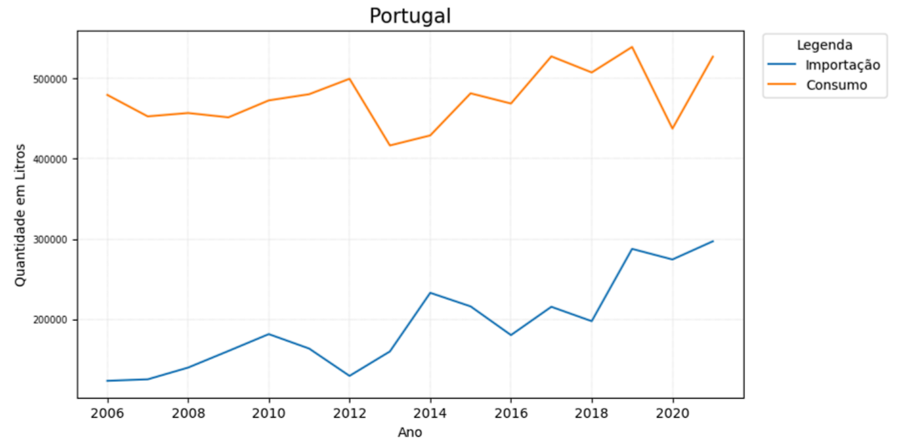 Portugal
Legenda
Importação
Consumo
Quantidade em Litros
500000
400000
300000
200000
2006 2008 2010 2012 2014 2016 2018 2020
Ano